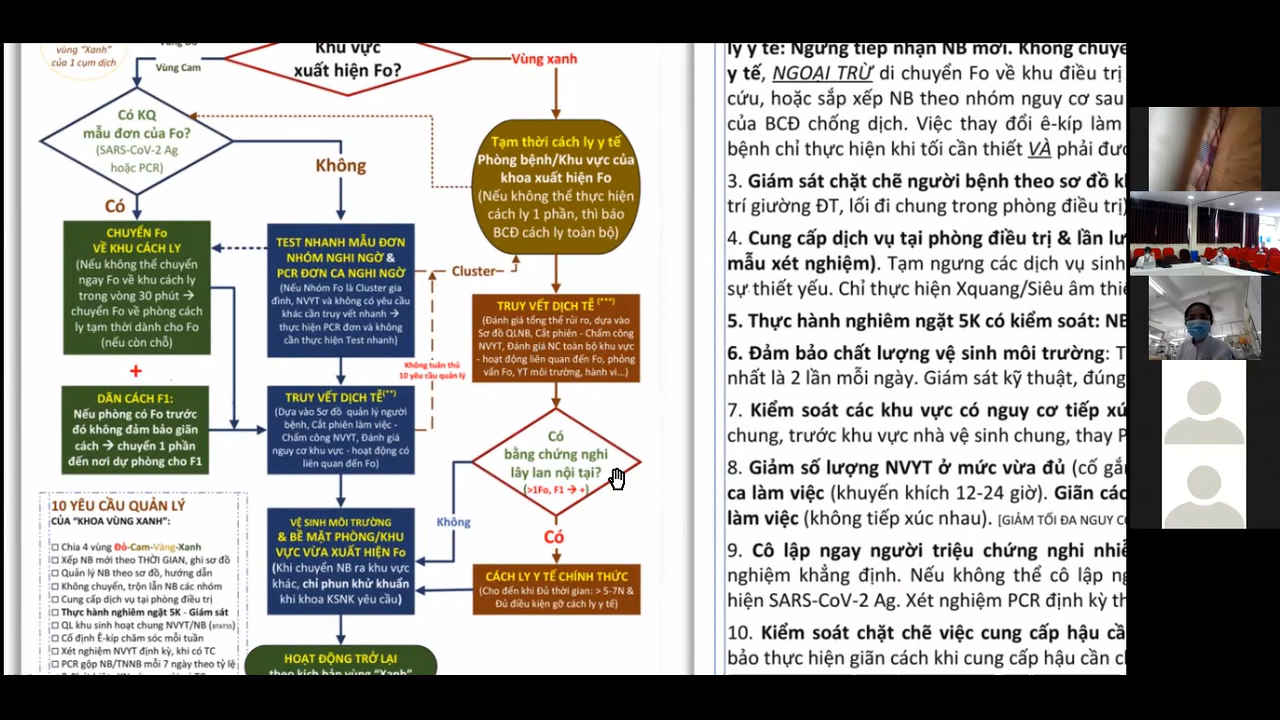 vùng "Xanh"
của 1 cụm dịch
Vùng Cam
Khu vực
xuất hiện Fo?
Vùng xanh
Có KQ
mẫu đơn của Fo?
(SARS-CoV-2 Ag
hoặc PCR)
Không
Có
Tạm thời cách ly y tế
Phòng bệnh/Khu vực của
khoa xuất hiện Fo
(Nếu không thể thực hiện
cách ly 1 phần, thì báo
BCĐ cách ly toàn bộ)
CHUYỂN Fo
VỀ KHU CÁCH LY
(Nếu không thể chuyển
ngay Fo về khu cách ly
trong vòng 30 phút →
chuyển Fo về phòng cách
ly tạm thời dành cho Fo
(nếu còn chỗ)
+
DÃN CÁCH F1:
Nếu phòng có Fo trước
đó không đảm bảo giãn
cách → chuyển 1 phần
đến nơi dự phòng cho F1
TEST NHANH MẪU ĐƠN
NHÓM NGHI NGỜ &
PCR ĐƠN CA NGHI NGỜ
(Nếu Nhóm Fo là Cluster gia
đình, NVYT và không có yêu cầu
khác cần truy vết nhanh →
thực hiện PCR đơn và không
cần thực hiện Test nhanh)
Cluster
Không tuân thủ
10 yêu cầu quản lý
TRUY VẾT DỊCH TỄ(**)
(Dựa vào Sơ đồ quản lý người
bệnh, Cắt phiên làm việc -
Chấm công NVYT, Đánh giá
nguy cơ khu vực - hoạt động có
liên quan đến Fo)
TRUY VẾT DỊCH TỄ (***)
(Đánh giá tổng thể rủi ro, dựa vào
Sơ đồ QLNB, Cắt phiên - Chấm công
NVYT, Đánh giá NC toàn bộ khu vực
- hoạt động liên quan đến Fo, phỏng
vấn Fo, YT môi trường, hành vi...)
Có
bằng chứng nghi
lây lan nội tại?
(>1Fo, F1 → +)
Không
Có
VỆ SINH MÔI TRƯỜNG
& BỀ MẶT PHÒNG/KHU
VỰC VỪA XUẤT HIỆN Fo
(Khi chuyển NB ra khu vực
khác, chỉ phun khử khuẩn
khi khoa KSNK yêu cầu)
CÁCH LY Y TẾ CHÍNH THỨC
(Cho đến khi Đủ thời gian: > 5-7N &
Đủ điều kiện gỡ cách ly y tế)
HOẠT ĐỘNG TRỞ LẠI
theo kịch bản vùng "Xanh"
10 YÊU CẦU QUẢN LÝ
CỦA "KHOA VÙNG XANH":
☐ Chia 4 vùng Đỏ-Cam-Vàng-Xanh
☐ Xếp NB mới theo THỜI GIAN, ghi sơ đồ
☐ Quản lý NB theo sơ đồ, hướng dẫn
☐ Không chuyển, trộn lẫn NB các nhóm
☐ Cung cấp dịch vụ tại phòng điều trị
☐ Thực hành nghiêm ngặt 5K - Giám sát
☐ QL khu sinh hoạt chung NVYT/NB (BTATSS)
☐ Cố định Ê-kíp chăm sóc mỗi tuần
☐ Xét nghiệm NVYT định kỳ, khi có TC
☐ PCR gộp NB/TNNB mỗi 7 ngày theo tỷ lệ
ly y tế: Ngừng tiếp nhận NB mới. Không chuyể
y tế, NGOẠI TRỪ di chuyển Fo về khu điều trị
cứu, hoặc sắp xếp NB theo nhóm nguy cơ sau
của BCĐ chống dịch. Việc thay đổi ê-kíp làm
bệnh chỉ thực hiện khi tối cần thiết VÀ phải đư
3. Giám sát chặt chẽ người bệnh theo sơ đồ k
trí giường ĐT, lối đi chung trong phòng điều trị)
4. Cung cấp dịch vụ tại phòng điều trị & lần lư
mẫu xét nghiệm). Tạm ngưng các dịch vụ sinh
sự thiết yếu. Chỉ thực hiện Xquang/Siêu âm thi
5. Thực hành nghiêm ngặt 5K có kiểm soát: NB
6. Đảm bảo chất lượng vệ sinh môi trường: T
nhất là 2 lần mỗi ngày. Giám sát kỹ thuật, đúng
7. Kiểm soát các khu vực có nguy cơ tiếp xú
chung, trước khu vực nhà vệ sinh chung, thay P
8. Giảm số lượng NVYT ở mức vừa đủ (cố gắ
ca làm việc (khuyến khích 12-24 giờ). Giãn các
làm việc (không tiếp xúc nhau). [GIẢM TỐI ĐA NGUY CƠ
9. Cô lập ngay người triệu chứng nghi nhiễ
nghiệm khẳng định. Nếu không thể cô lập ng
hiện SARS-CoV-2 Ag. Xét nghiệm PCR định kỳ th
10. Kiểm soát chặt chẽ việc cung cấp hậu cầ
bảo thực hiện giãn cách khi cung cấp hậu cần ch